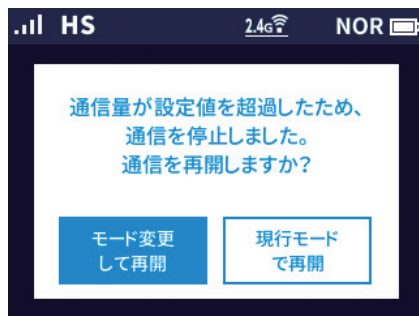 HS 2.4G NOR
通信量が設定値を超過したため、
通信を停止しました。
通信を再開しますか？
モード変更
して再開
現行モード
で再開